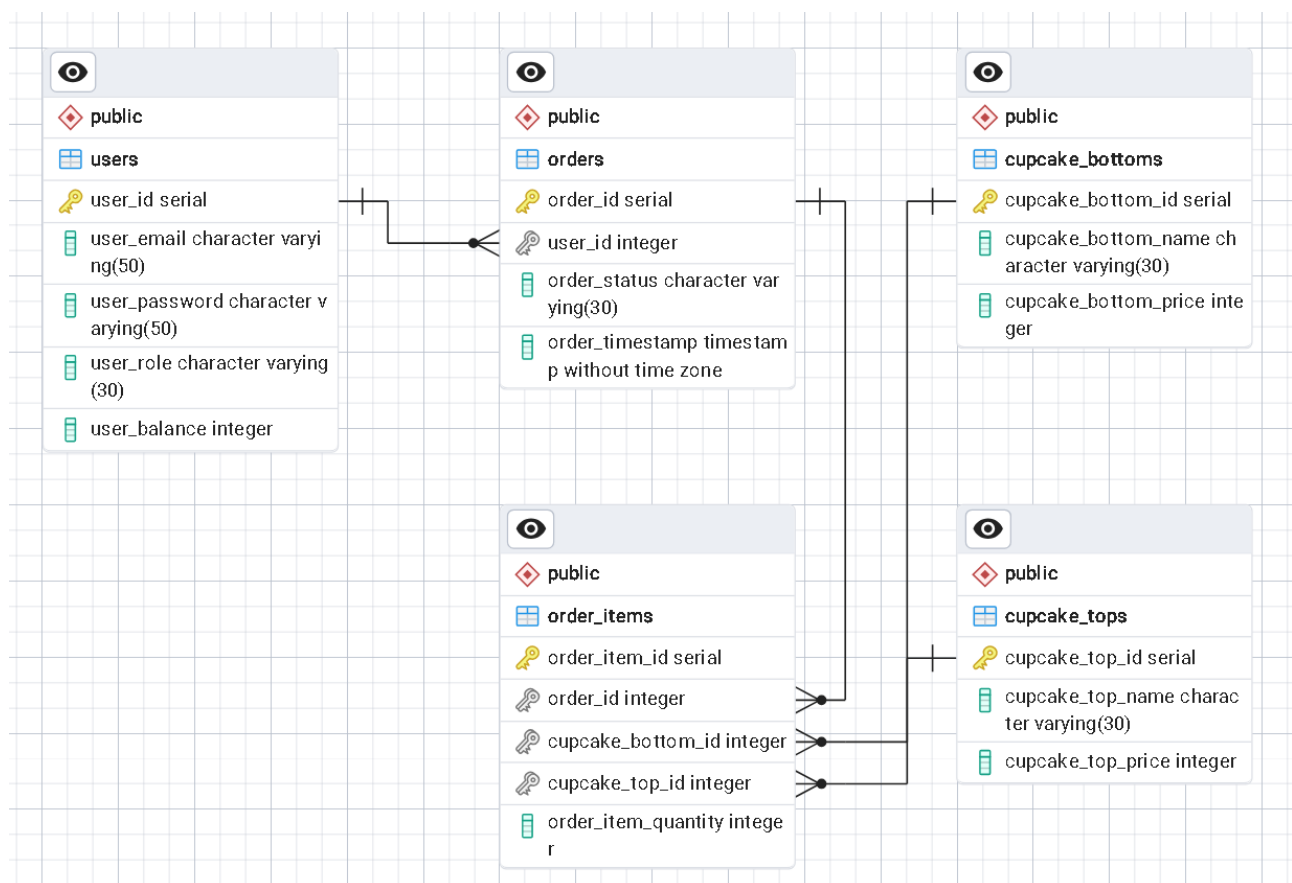 public
users
user_id serial
user_email character varyi
ng(50)
user_password character v
arying(50)
user_role character varying
(30)
user_balance integer
public
orders
order_id serial
user_id integer
order_status character var
ying(30)
order_timestamp timestam
p without time zone
public
cupcake_bottoms
cupcake_bottom_id serial
cupcake_bottom_name ch
aracter varying(30)
cupcake_bottom_price inte
ger
public
order_items
order_item_id serial
order_id integer
cupcake_bottom_id integer
cupcake_top_id integer
order_item_quantity intege
r
public
cupcake_tops
cupcake_top_id serial
cupcake_top_name charac
ter varying(30)
cupcake_top_price integer